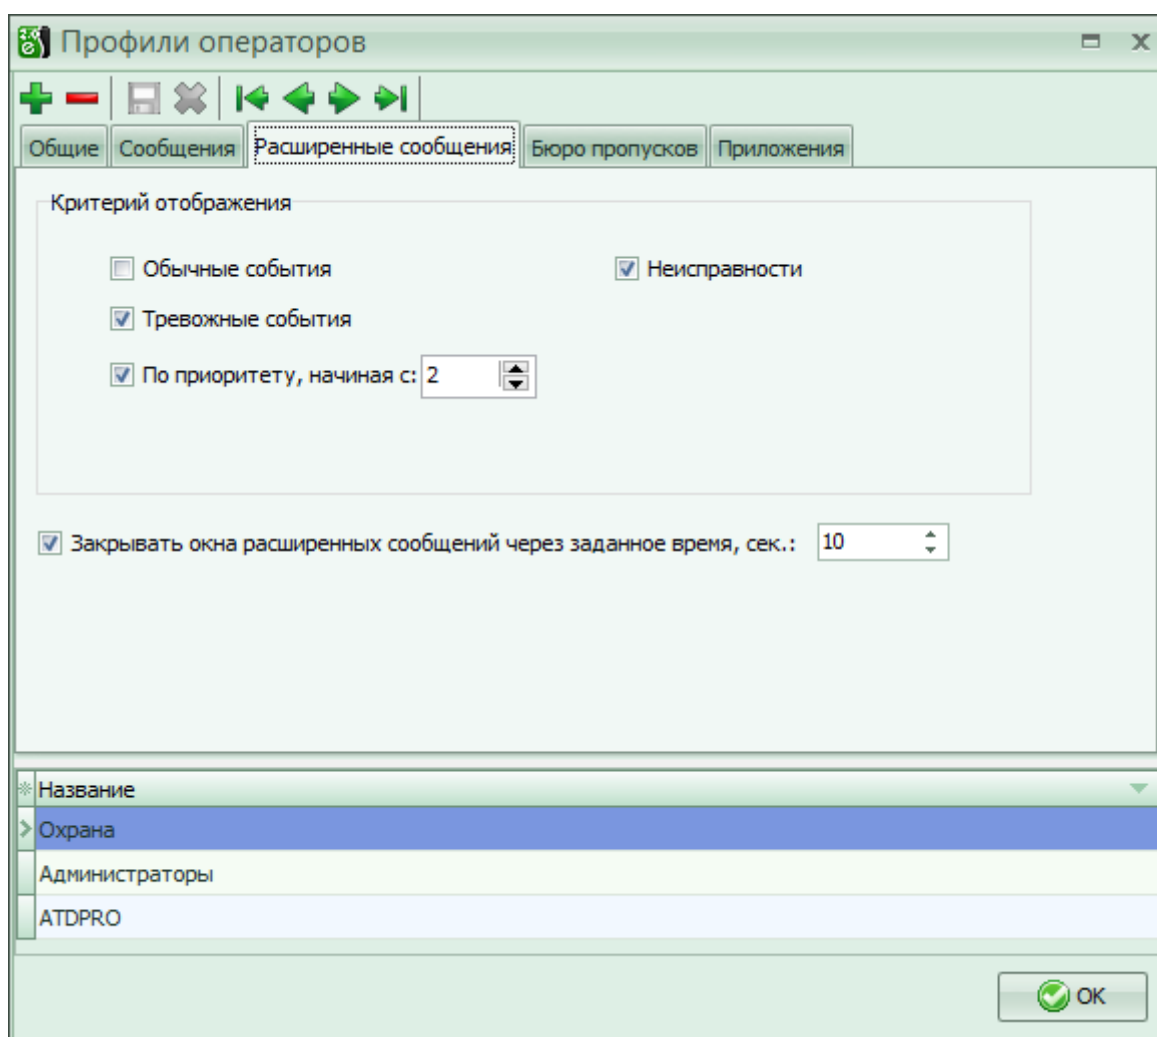 Профили операторов
Общие Сообщения Расширенные сообщения Бюро пропусков Приложения
Критерий отображения
Обычные события Неисправности
Тревожные события
По приоритету, начиная с: 2
Закрывать окна расширенных сообщений через заданное время, сек.: 10
Название
Охрана
Администраторы
ATDPRO
OK